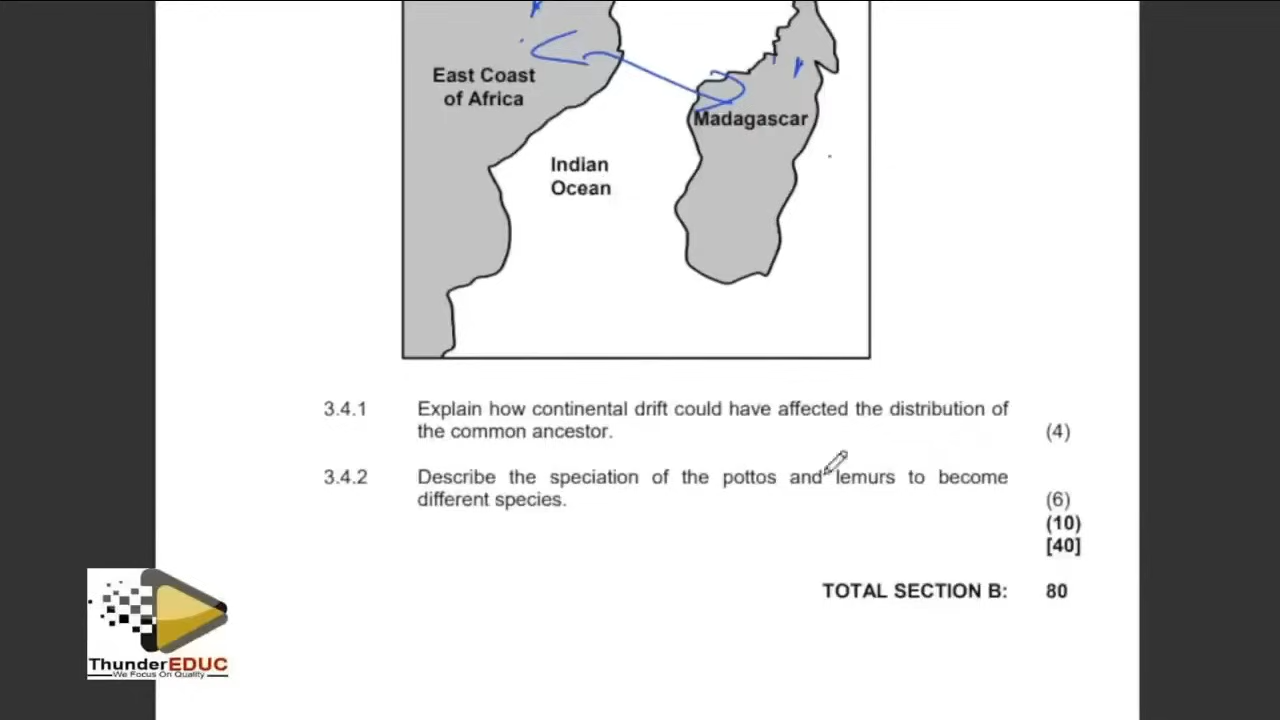 East Coast
of Africa
Madagascar
Indian
Ocean
3.4.1 Explain how continental drift could have affected the distribution of
the common ancestor. (4)
3.4.2 Describe the speciation of the pottos and lemurs to become
different species. (6)
(10)
[40]
TOTAL SECTION B: 80
ThunderEDUC
We Focus On Quality